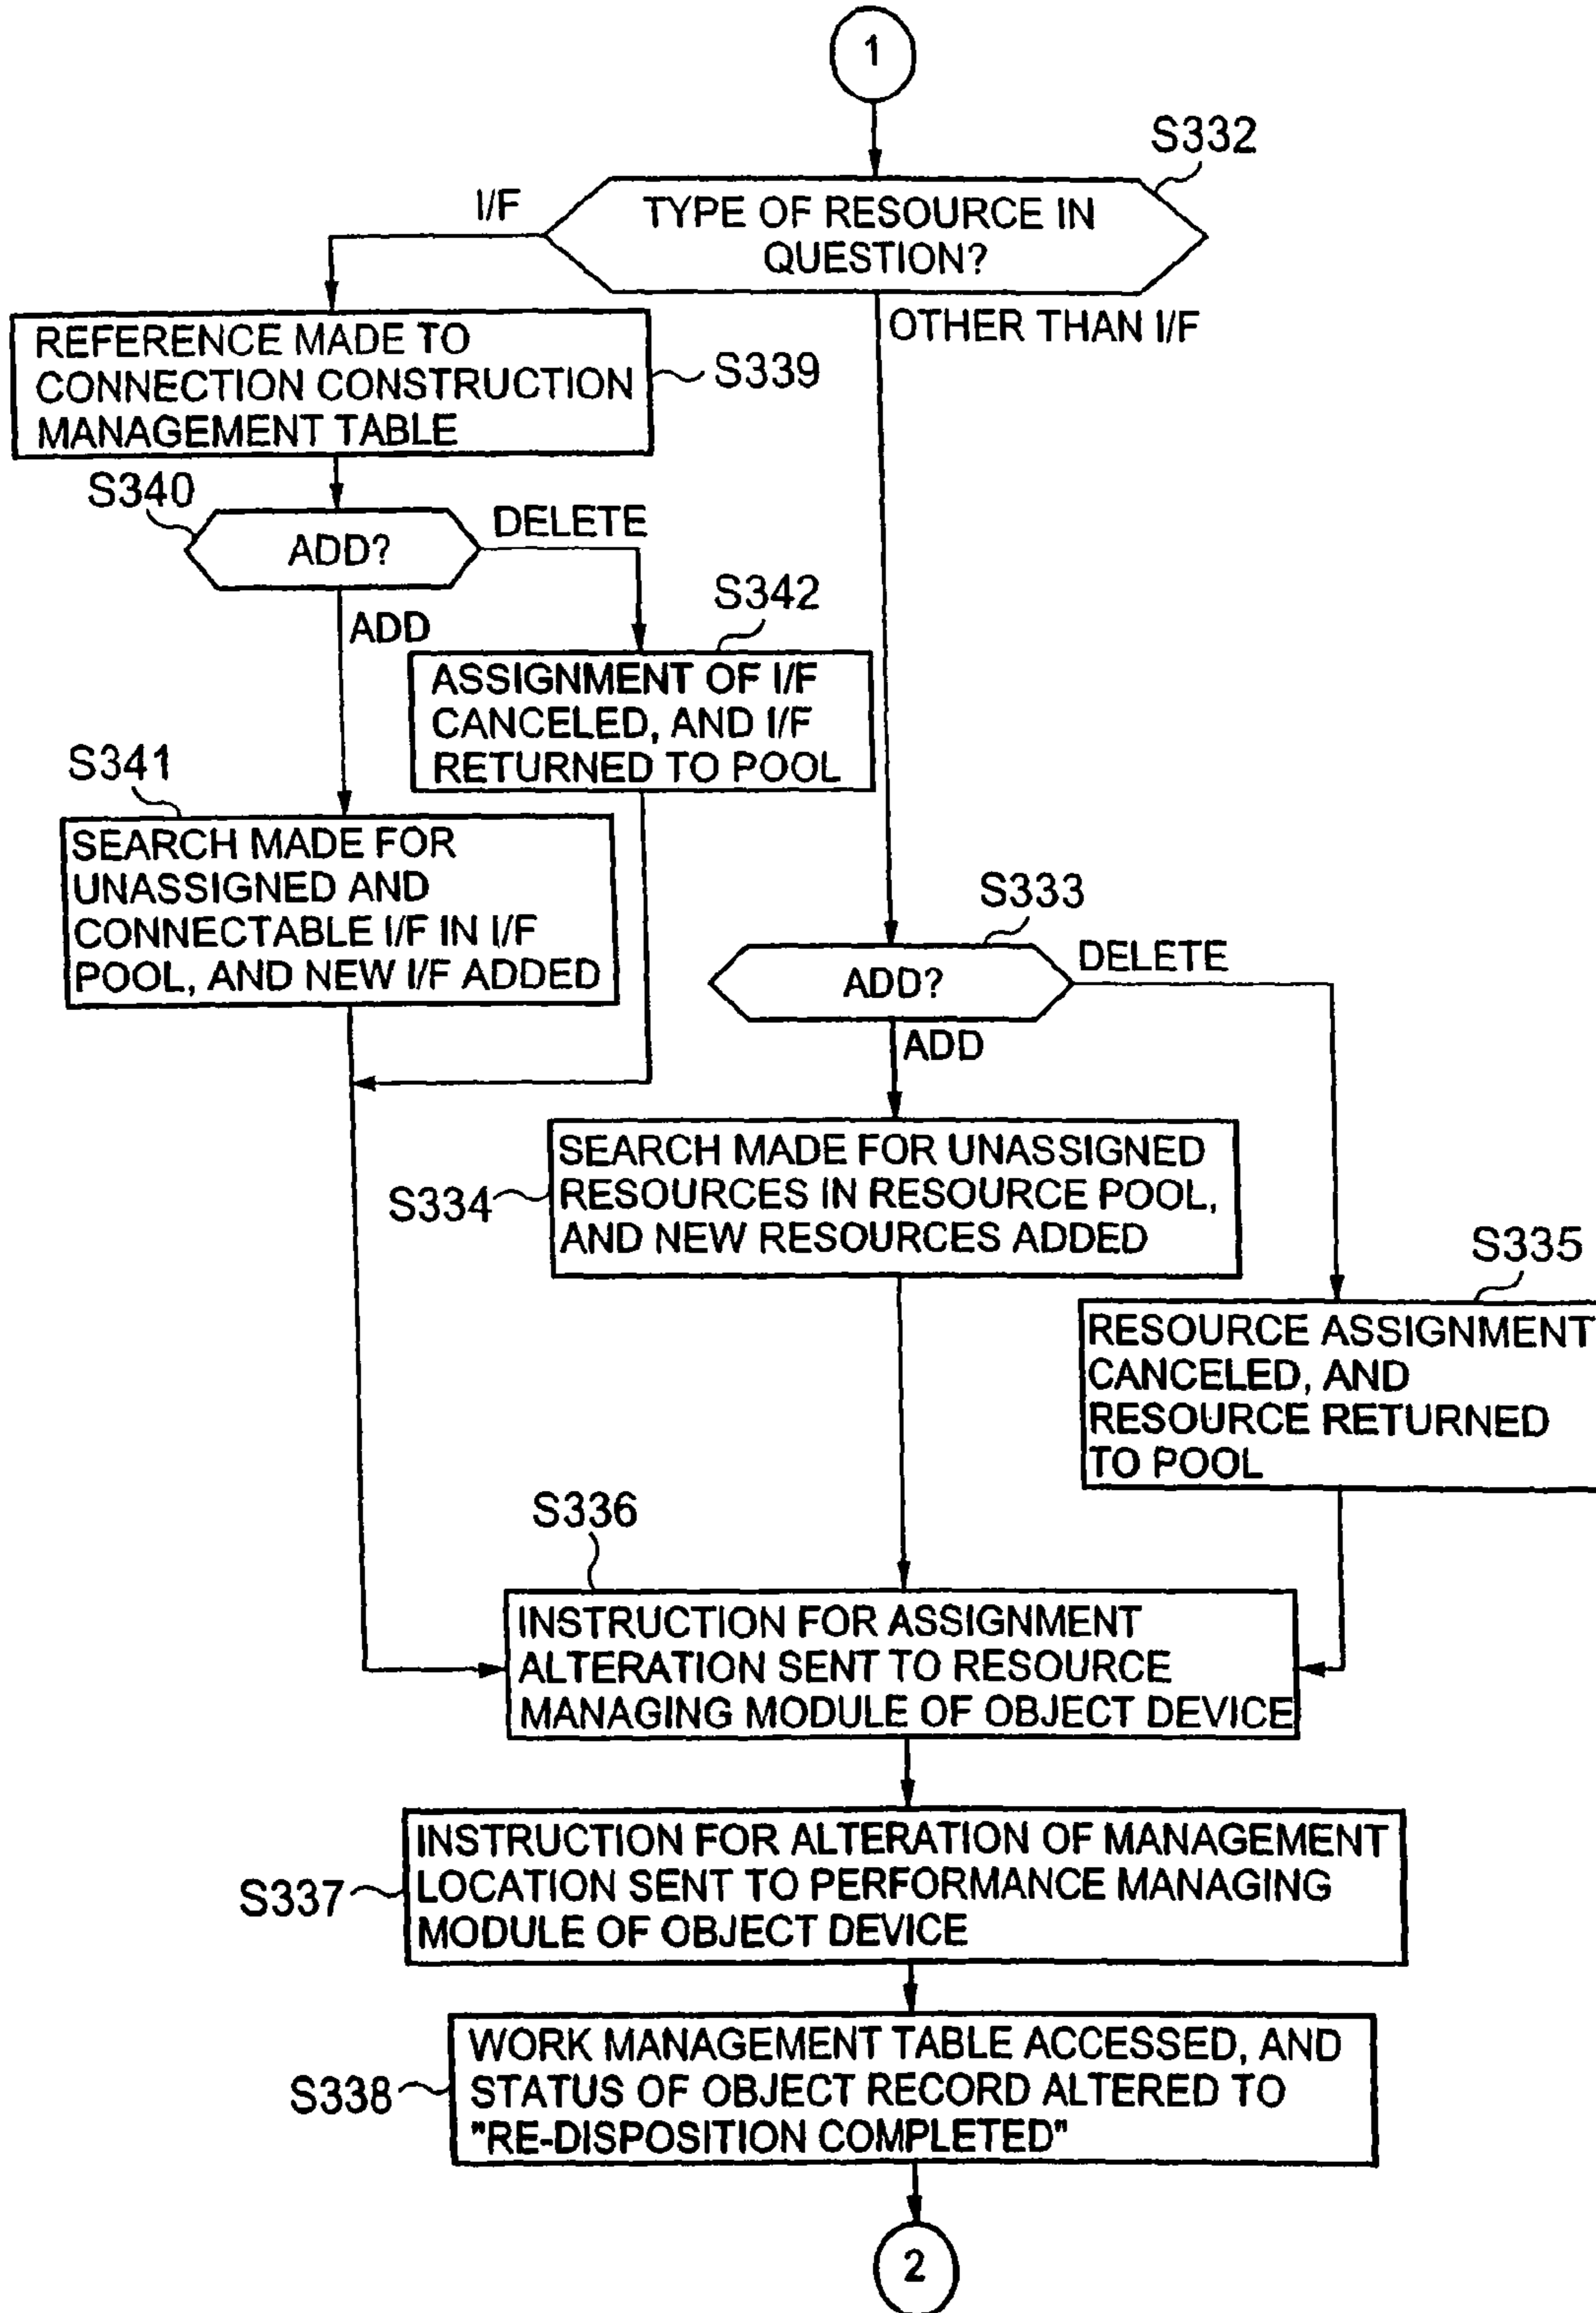 1
S332
I/F
TYPE OF RESOURCE IN
QUESTION?
OTHER THAN I/F
REFERENCE MADE TO
CONNECTION CONSTRUCTION
MANAGEMENT TABLE
S339
S340
ADD?
DELETE
ADD
S342
ASSIGNMENT OF I/F
CANCELED, AND I/F
RETURNED TO POOL
S341
SEARCH MADE FOR
UNASSIGNED AND
CONNECTABLE I/F IN I/F
POOL, AND NEW I/F ADDED
S333
ADD?
DELETE
ADD
S334
SEARCH MADE FOR UNASSIGNED
RESOURCES IN RESOURCE POOL,
AND NEW RESOURCES ADDED
S335
RESOURCE ASSIGNMENT
CANCELED, AND
RESOURCE RETURNED
TO POOL
S336
INSTRUCTION FOR ASSIGNMENT
ALTERATION SENT TO RESOURCE
MANAGING MODULE OF OBJECT DEVICE
S337
INSTRUCTION FOR ALTERATION OF MANAGEMENT
LOCATION SENT TO PERFORMANCE MANAGING
MODULE OF OBJECT DEVICE
S338
WORK MANAGEMENT TABLE ACCESSED, AND
STATUS OF OBJECT RECORD ALTERED TO
"RE-DISPOSITION COMPLETED"
2